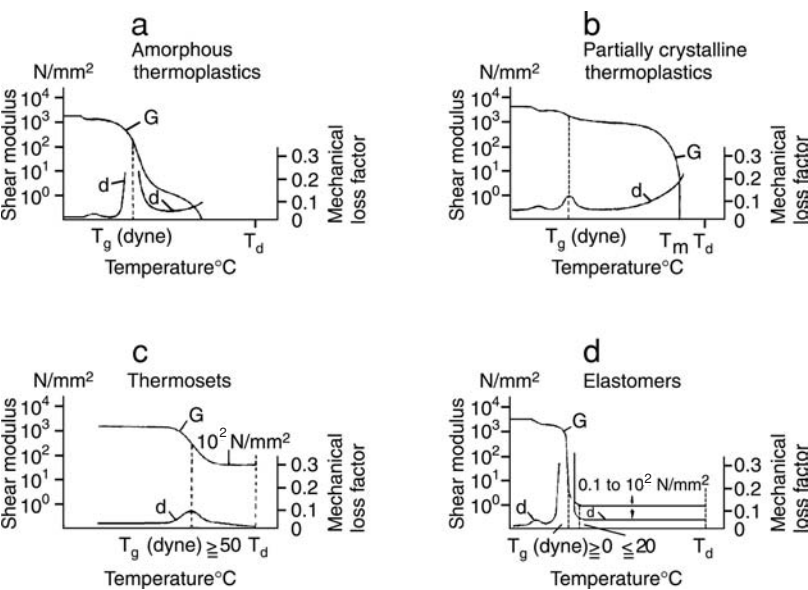 a
Amorphous
thermoplastics
N/mm²
Shear modulus
10⁴
10³
10²
10¹
10⁰
G
d
d
0.3
0.2
0.1
0
Mechanical
loss factor
Tg (dyne)
Td
Temperature°C
b
Partially crystalline
thermoplastics
N/mm²
Shear modulus
10⁴
10³
10²
10¹
10⁰
G
d
0.3
0.2
0.1
0
Mechanical
loss factor
Tg (dyne)
Tm Td
Temperature°C
c
Thermosets
N/mm²
Shear modulus
10⁴
10³
10²
10¹
10⁰
G
10² N/mm²
d
0.3
0.2
0.1
0
Mechanical
loss factor
Tg (dyne) ≧50 Td
Temperature°C
d
Elastomers
N/mm²
Shear modulus
10⁴
10³
10²
10¹
10⁰
G
0.1 to 10² N/mm²
d
d
0.3
0.2
0.1
0
Mechanical
loss factor
Tg (dyne)≧0 ≦20 Td
Temperature°C